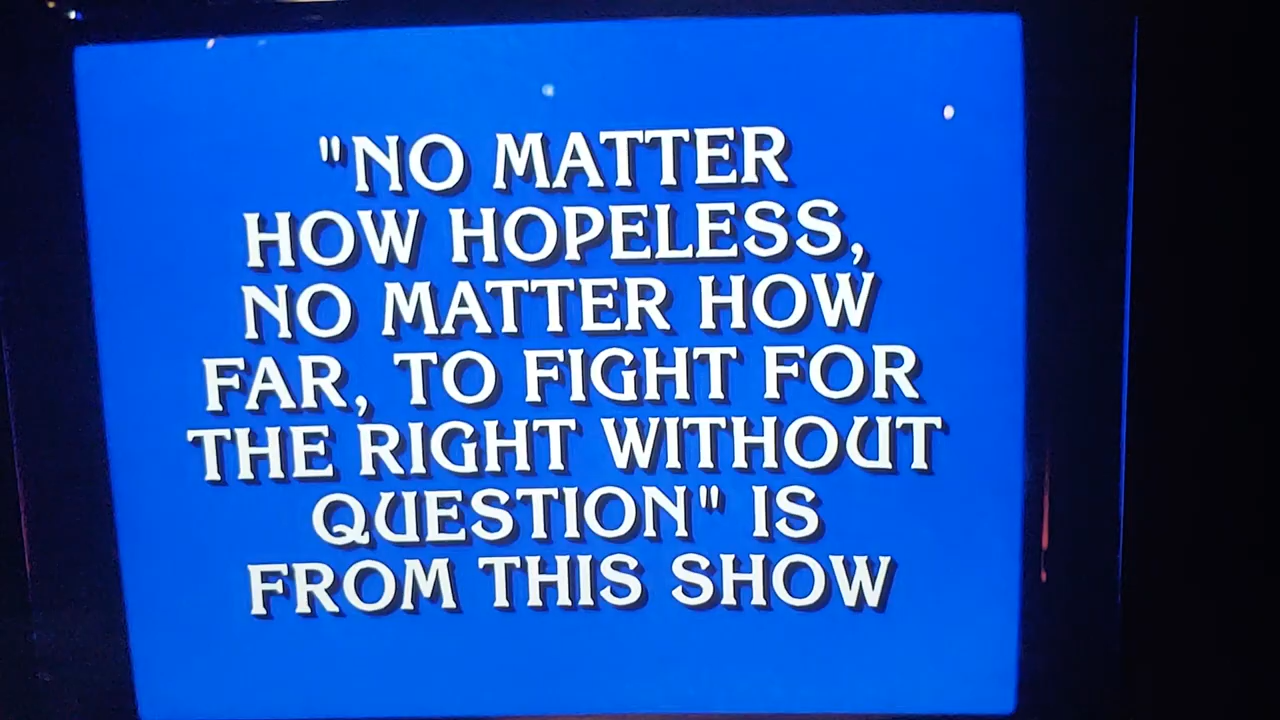 "NO MATTER
HOW HOPELESS,
NO MATTER HOW
FAR, TO FIGHT FOR
THE RIGHT WITHOUT
QUESTION" IS
FROM THIS SHOW